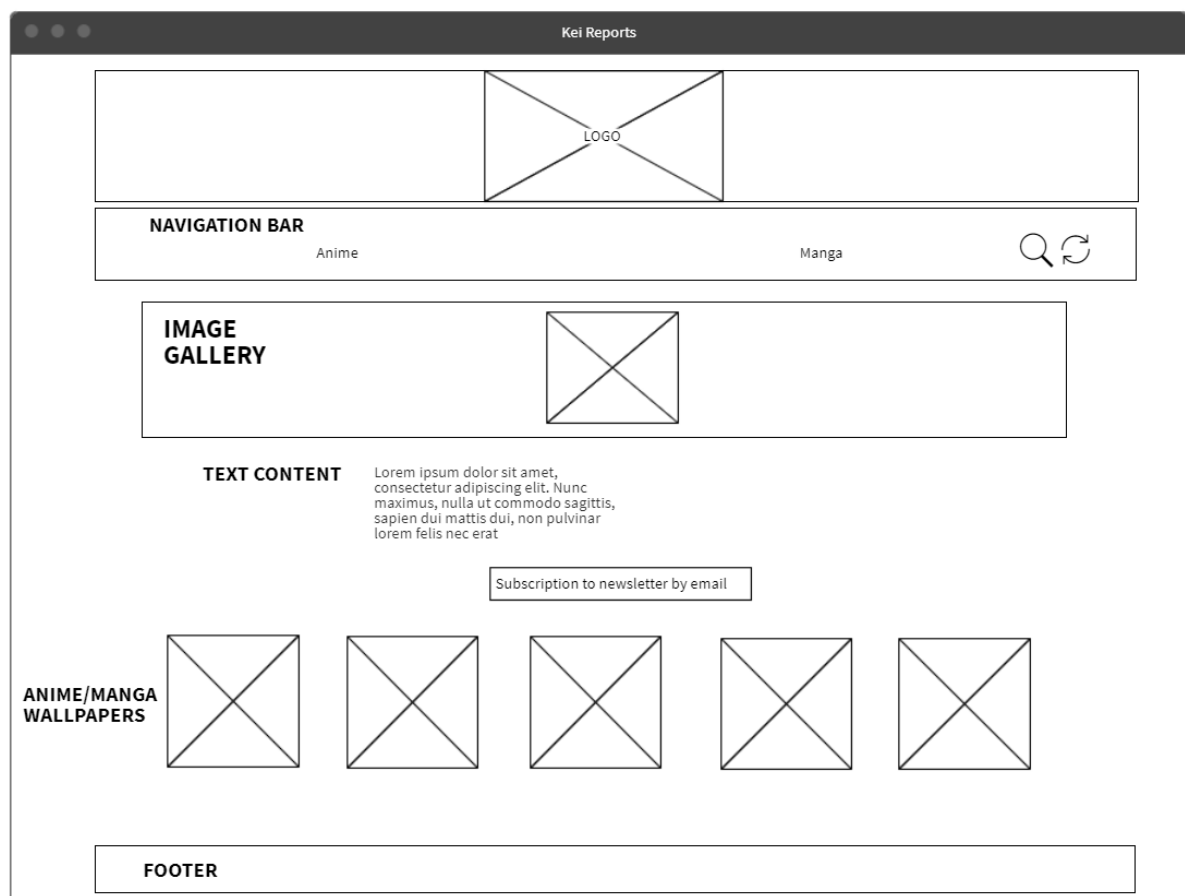 Kei Reports
LOGO
NAVIGATION BAR
Anime
Manga
IMAGE
GALLERY
TEXT CONTENT
Lorem ipsum dolor sit amet,
consectetur adipiscing elit. Nunc
maximus, nulla ut commodo sagittis,
sapien dui mattis dui, non pulvinar
lorem felis nec erat
Subscription to newsletter by email
ANIME/MANGA
WALLPAPERS
FOOTER